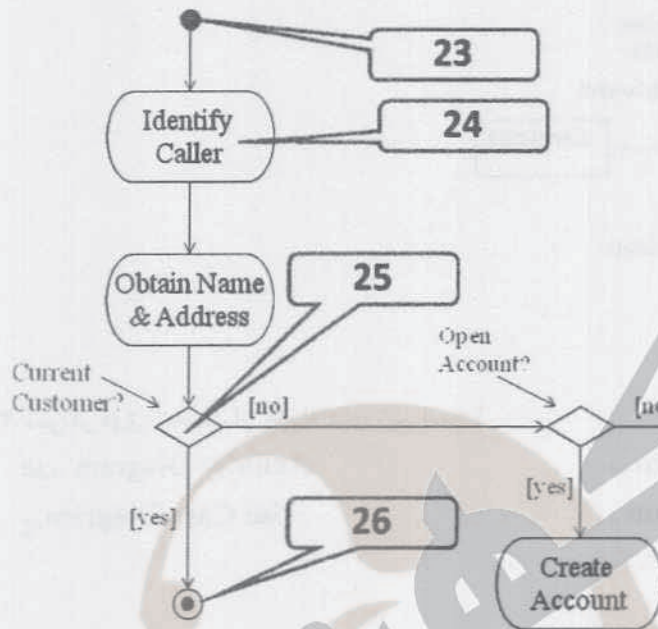 23
Identify
Caller
24
Obtain Name
& Address
25
Current
Customer?
[no]
Open
Account?
[yes]
26
[yes]
Create
Account